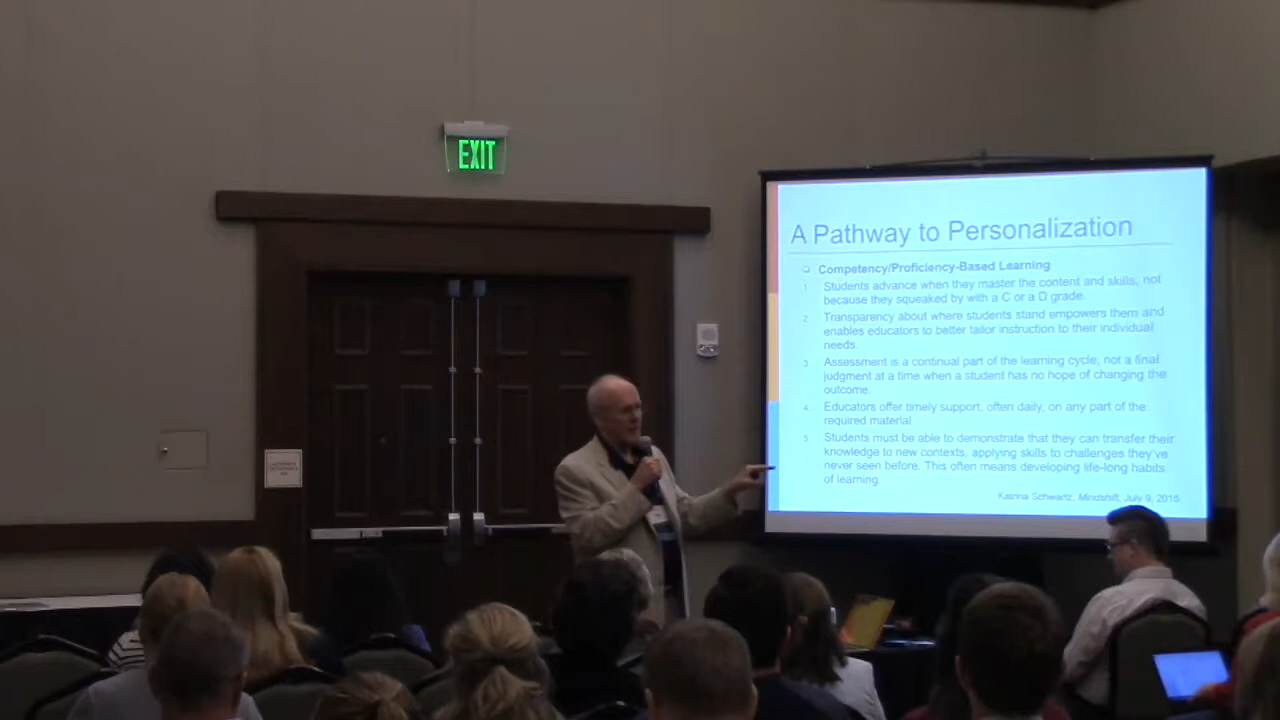 EXIT
A Pathway to Personalization
Competency/Proficiency-Based Learning
1. Students advance when they master the content and skills, not
because they squeaked by with a C or a D grade.
2. Transparency about where students stand empowers them and
enables educators to better tailor instruction to their individual
needs.
3. Assessment is a continual part of the learning cycle, not a final
judgment at a time when a student has no hope of changing the
outcome.
4. Educators offer timely support, often daily, on any part of the
required material
5. Students must be able to demonstrate that they can transfer their
knowledge to new contexts, applying skills to challenges they've
never seen before. This often means developing life-long habits
of learning.
Katrina Schwartz, Mindshift, July 9, 2015